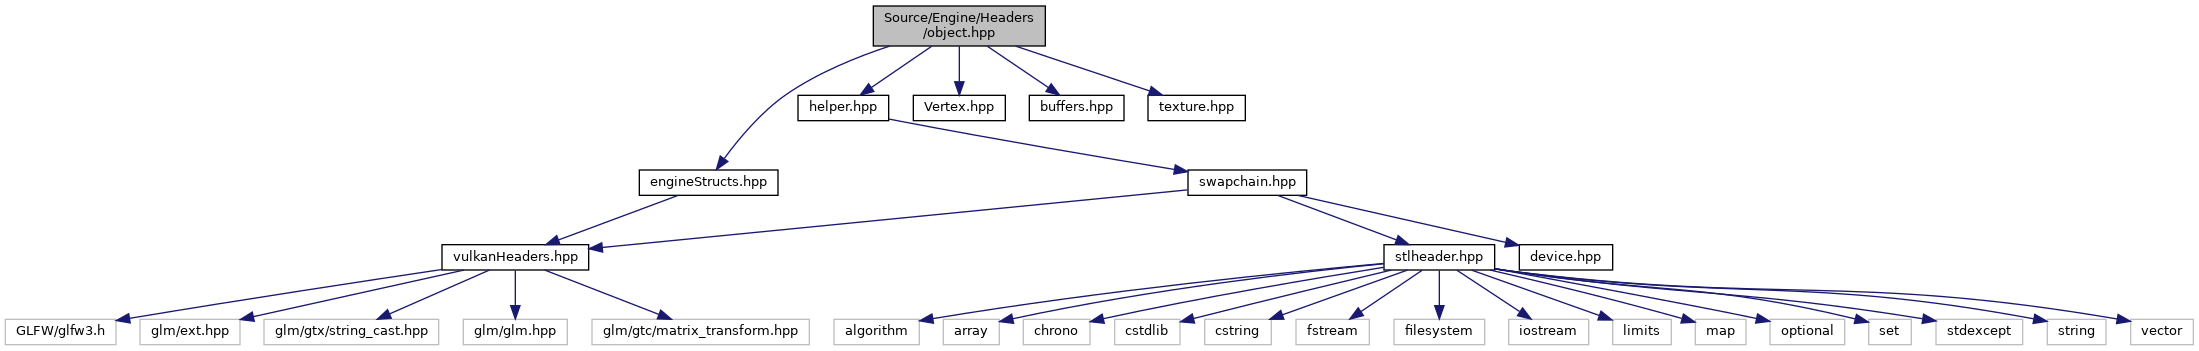 Source/Engine/Headers
/object.hpp
helper.hpp
Vertex.hpp
buffers.hpp
texture.hpp
engineStructs.hpp
swapchain.hpp
vulkanHeaders.hpp
stlheader.hpp
device.hpp
GLFW/glfw3.h
glm/ext.hpp
glm/gtx/string_cast.hpp
glm/glm.hpp
glm/gtc/matrix_transform.hpp
algorithm
array
chrono
cstdlib
cstring
fstream
filesystem
iostream
limits
map
optional
set
stdexcept
string
vector